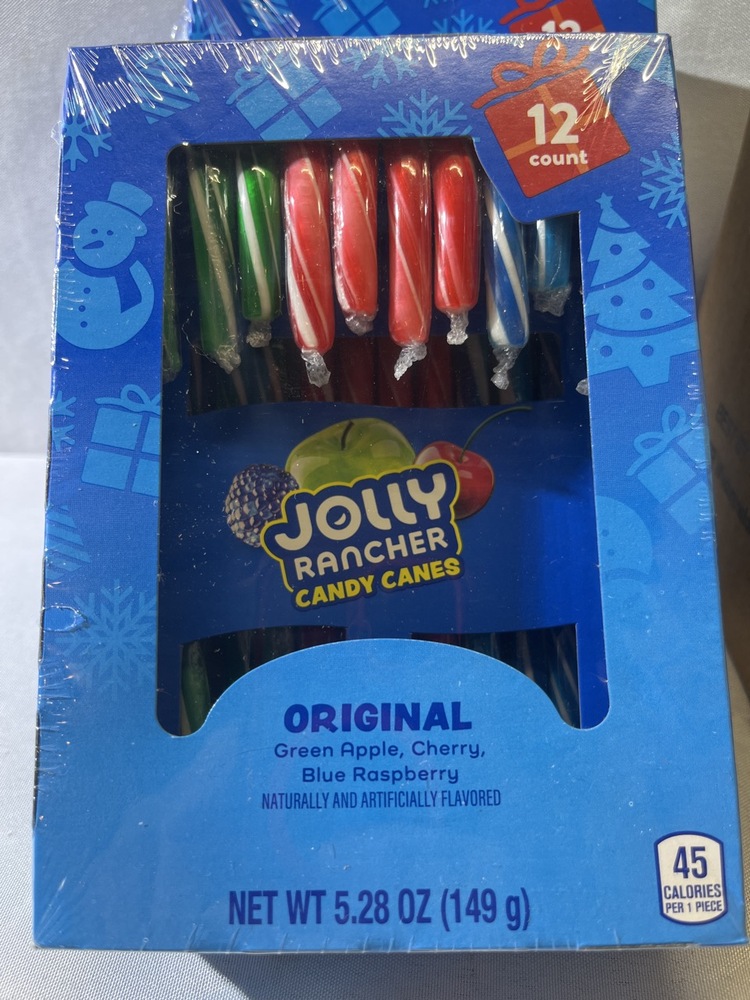 12
12
count
JOLLY
RANCHER
CANDY CANES
ORIGINAL
Green Apple, Cherry,
Blue Raspberry
NATURALLY AND ARTIFICIALLY FLAVORED
45
CALORIES
PER 1 PIECE
NET WT 5.28 OZ (149 g)